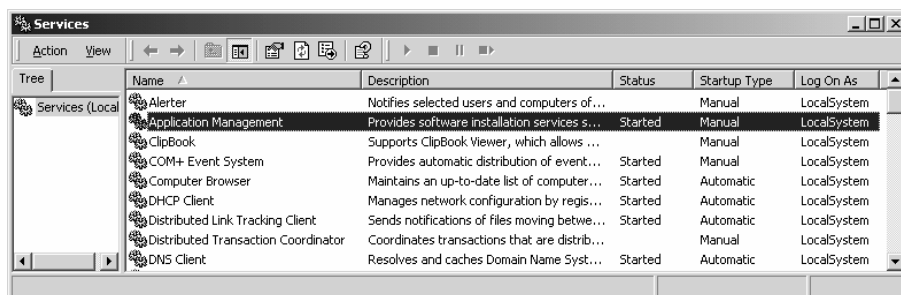 Services
Action View
Tree
Name Description Status Startup Type Log On As
Services (Local
Alerter Notifies selected users and computers of... Manual LocalSystem
Application Management Provides software installation services s... Started Manual LocalSystem
ClipBook Supports ClipBook Viewer, which allows ... Manual LocalSystem
COM+ Event System Provides automatic distribution of event... Started Manual LocalSystem
Computer Browser Maintains an up-to-date list of computer... Started Automatic LocalSystem
DHCP Client Manages network configuration by regis... Started Automatic LocalSystem
Distributed Link Tracking Client Sends notifications of files moving betwe... Started Automatic LocalSystem
Distributed Transaction Coordinator Coordinates transactions that are distrib... Manual LocalSystem
DNS Client Resolves and caches Domain Name Syst... Started Automatic LocalSystem